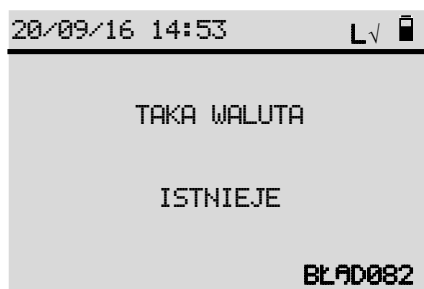 20/09/16 14:53 L√
TAKA WALUTA
ISTNIEJE
BŁĄD082